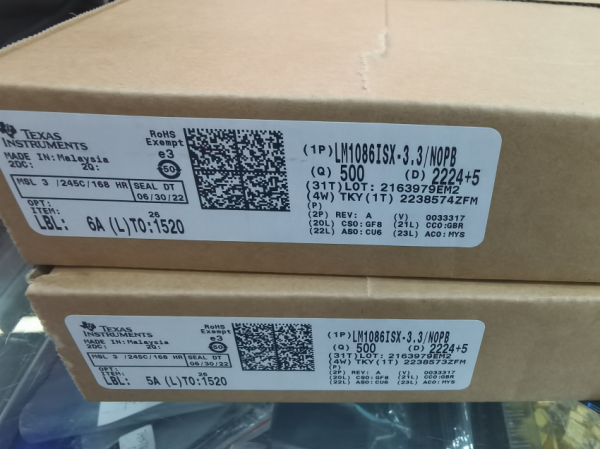 TEXAS
INSTRUMENTS
MADE IN: Malaysia
2DC: 2Q:
RoHS
Exempt
e3
MSL 3 /245C/168 HR
SEAL DT
06/30/22
OPT:
ITEM:
26
LBL: 6A (L)TO:1520
(1P) LM1086ISX-3.3/NOPB
(Q) 500 (D) 2224+5
(31T)LOT: 2163979EM2
(4W) TKY(1T) 2238574ZFM
(P)
(2P) REV: A (V) 0033317
(20L) CSO:GF8 (21L) CCO:GBR
(22L) ASO:CU6 (23L) ACO:MYS
TEXAS
INSTRUMENTS
MADE IN: Malaysia
2DC: 2Q:
RoHS
Exempt
e3
MSL 3 /245C/168 HR
SEAL DT
06/30/22
OPT:
ITEM:
26
LBL: 5A (L)TO:1520
(1P) LM1086ISX-3.3/NOPB
(Q) 500 (D) 2224+5
(31T)LOT: 2163979EM2
(4W) TKY(1T) 2238573ZFM
(P)
(2P) REV: A (V) 0033317
(20L) CSO:GF8 (21L) CCO:GBR
(22L) ASO:CU6 (23L) ACO:MYS